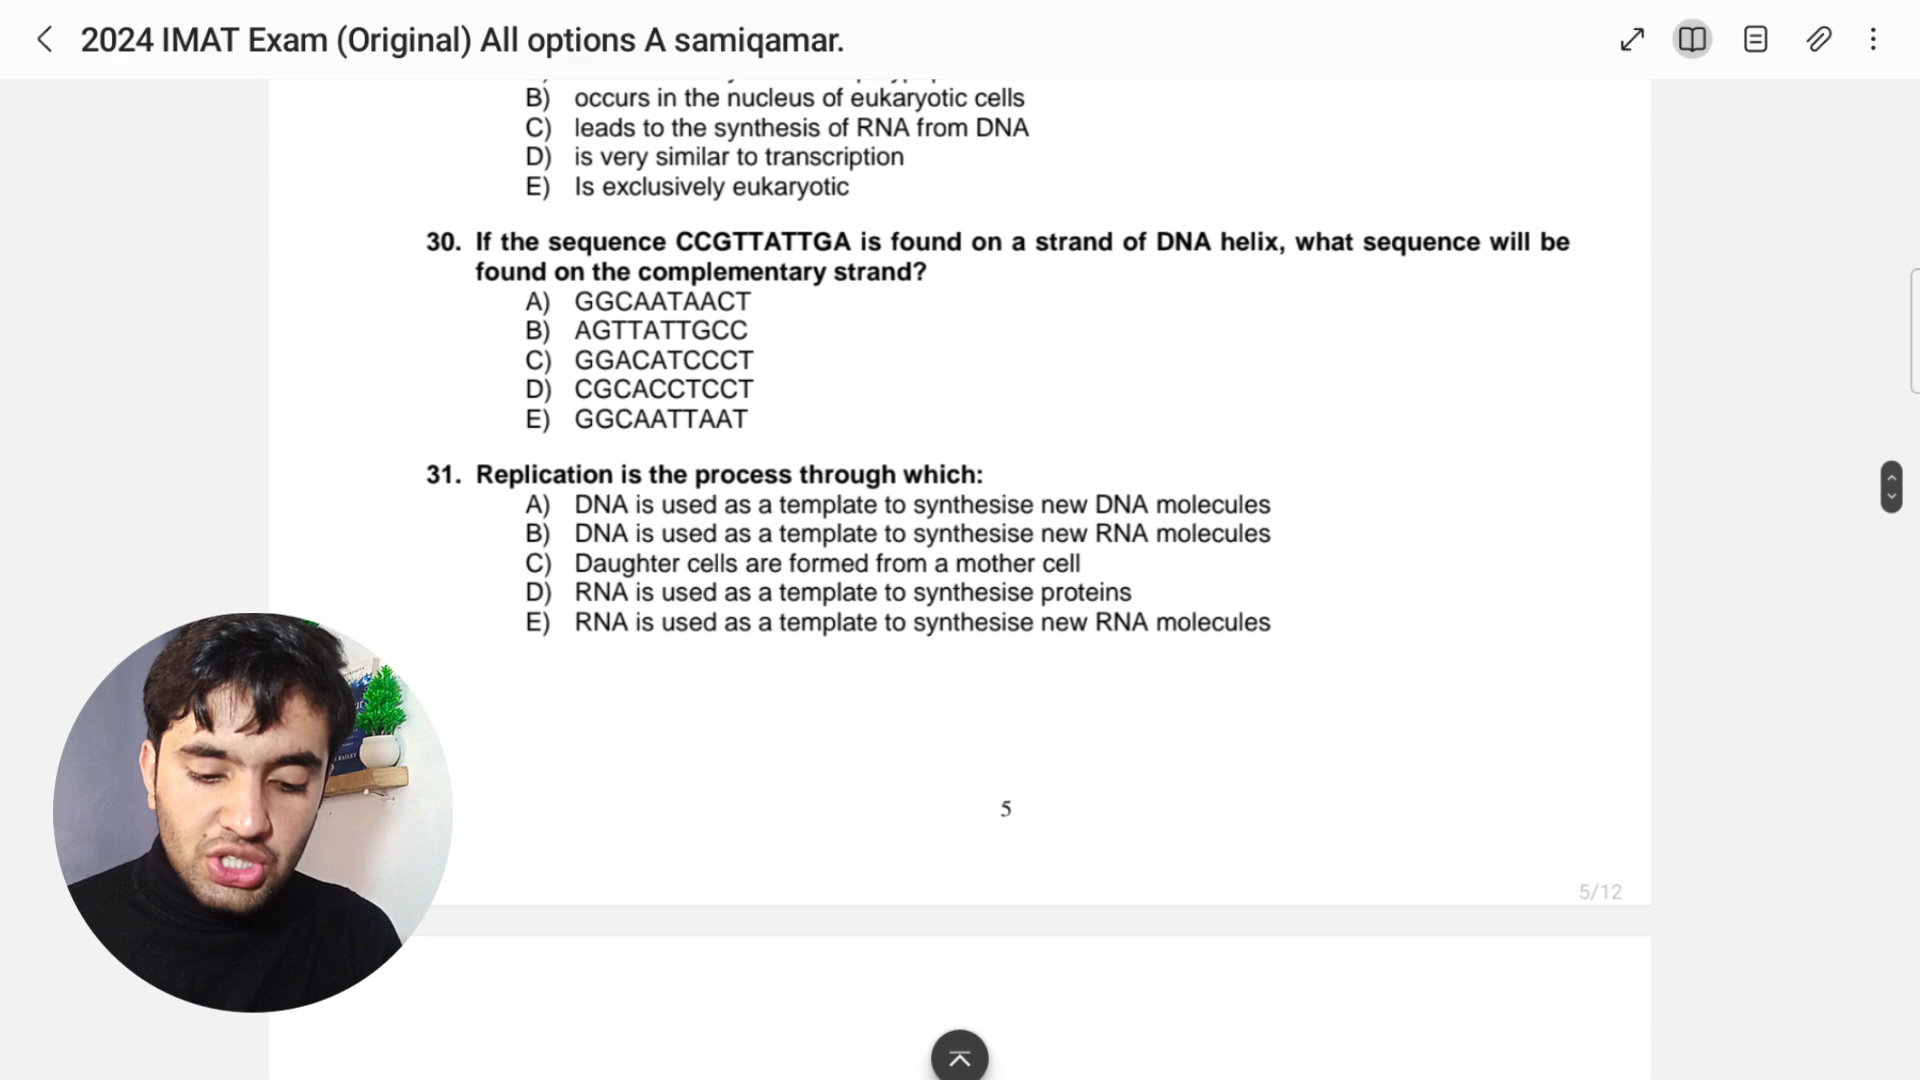 2024 IMAT Exam (Original) All options A samiqamar.
B) occurs in the nucleus of eukaryotic cells
C) leads to the synthesis of RNA from DNA
D) is very similar to transcription
E) Is exclusively eukaryotic
30. If the sequence CCGTTATTGA is found on a strand of DNA helix, what sequence will be
found on the complementary strand?
A) GGCAATAACT
B) AGTTATTGCC
C) GGACATCCCT
D) CGCACCTCCT
E) GGCAATTAAT
31. Replication is the process through which:
A) DNA is used as a template to synthesise new DNA molecules
B) DNA is used as a template to synthesise new RNA molecules
C) Daughter cells are formed from a mother cell
D) RNA is used as a template to synthesise proteins
E) RNA is used as a template to synthesise new RNA molecules
5
5/12